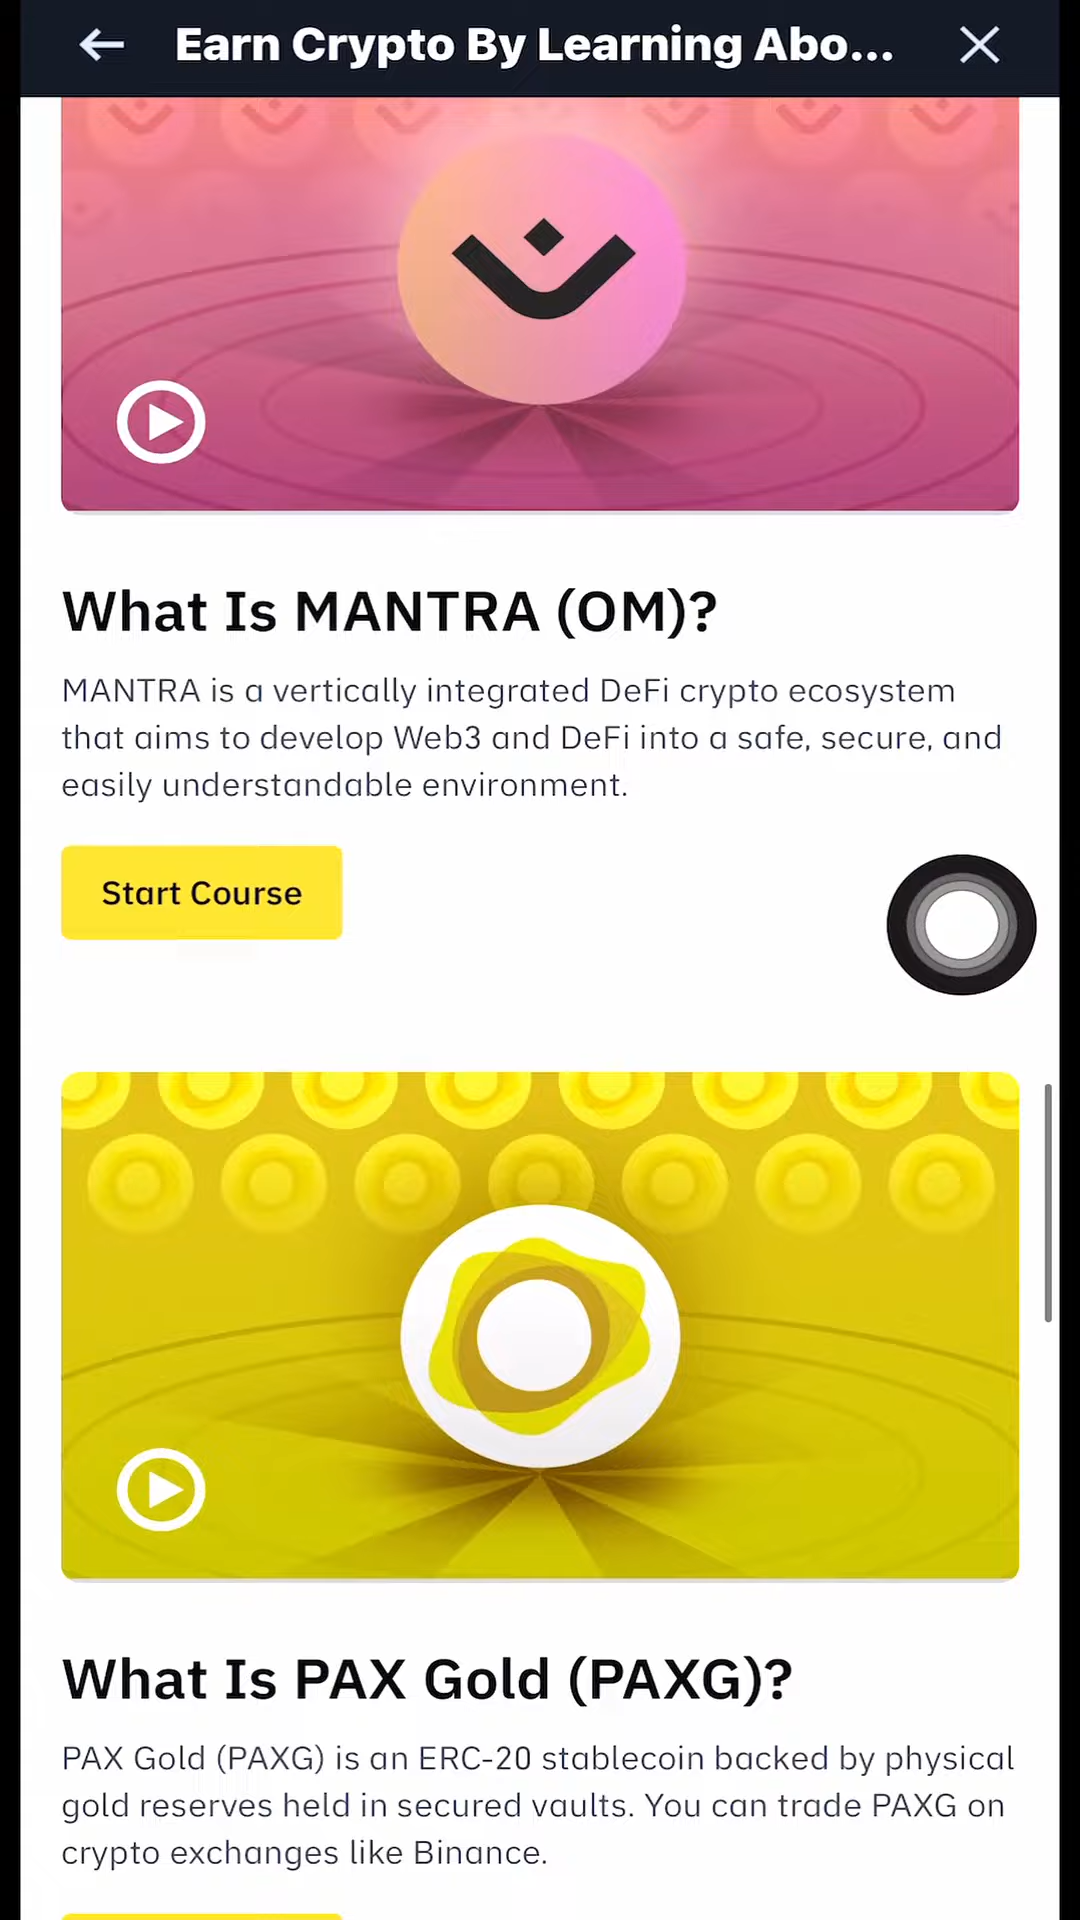 Earn Crypto By Learning Abo...
What Is MANTRA (OM)?
MANTRA is a vertically integrated DeFi crypto ecosystem
that aims to develop Web3 and DeFi into a safe, secure, and
easily understandable environment.
Start Course
What Is PAX Gold (PAXG)?
PAX Gold (PAXG) is an ERC-20 stablecoin backed by physical
gold reserves held in secured vaults. You can trade PAXG on
crypto exchanges like Binance.